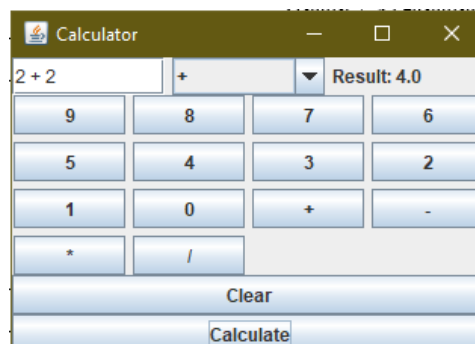 Calculator
2 + 2 + Result: 4.0
9 8 7 6
5 4 3 2
1 0 + -
* /
Clear
Calculate